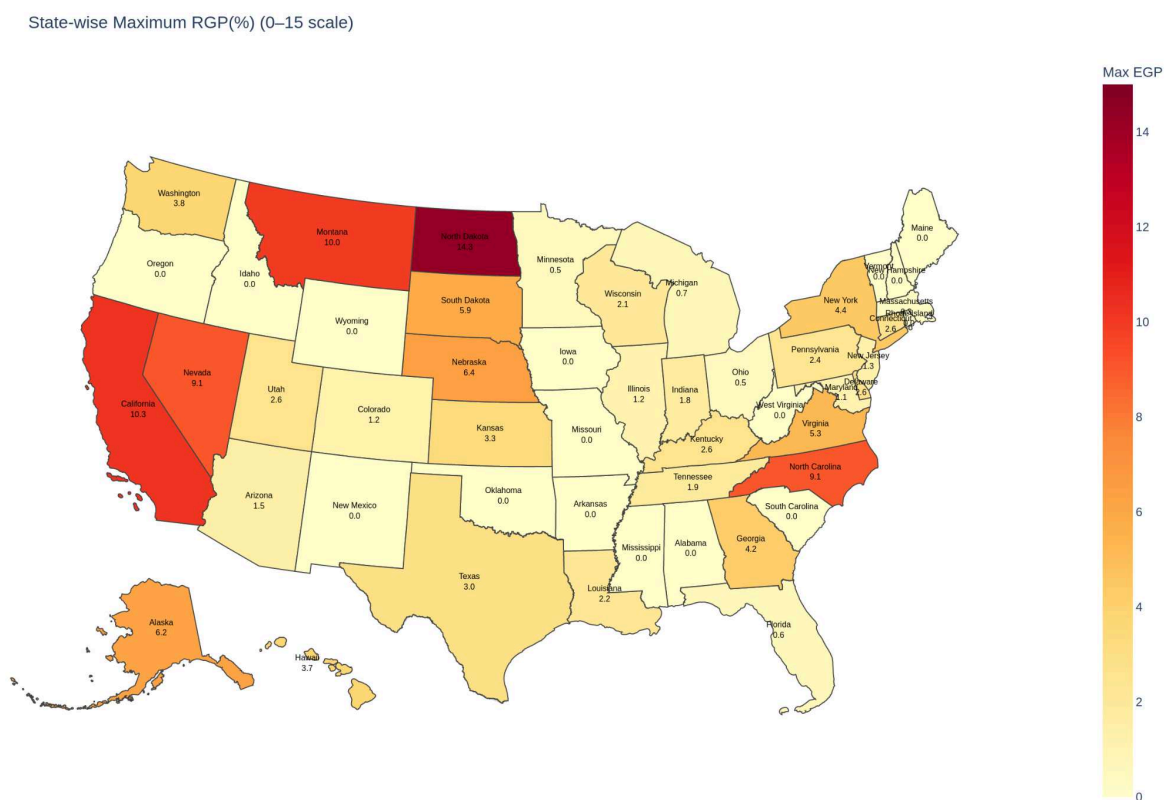 State-wise Maximum RGP(%) (0–15 scale)
Max EGP
14
12
10
8
6
4
2
0
Washington
3.8
Oregon
0.0
Idaho
0.0
Montana
10.0
North Dakota
14.3
Minnesota
0.5
Wisconsin
2.1
Michigan
0.7
Maine
0.0
Vermont
0.0
New Hampshire
0.0
Massachusetts
Rhode Island
Connecticut
2.6
New York
4.4
South Dakota
5.9
Wyoming
0.0
Nebraska
6.4
Iowa
0.0
Nevada
9.1
California
10.3
Utah
2.6
Colorado
1.2
Kansas
3.3
Missouri
0.0
Illinois
1.2
Indiana
1.8
Ohio
0.5
Pennsylvania
2.4
New Jersey
1.3
Delaware
2.6
Maryland
1.1
West Virginia
0.0
Virginia
5.3
Kentucky
2.6
North Carolina
9.1
Tennessee
1.9
South Carolina
0.0
Arizona
1.5
New Mexico
0.0
Oklahoma
0.0
Arkansas
0.0
Mississippi
0.0
Alabama
0.0
Georgia
4.2
Texas
3.0
Louisiana
2.2
Florida
0.6
Alaska
6.2
Hawaii
3.7